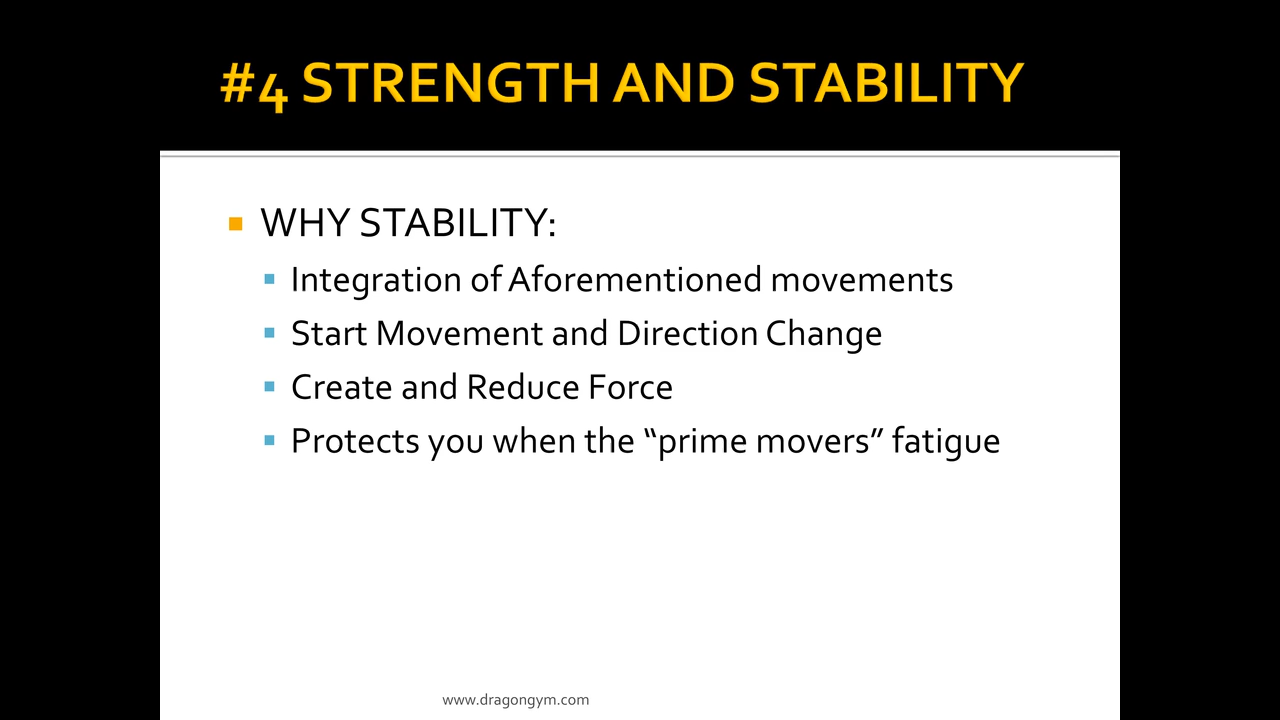 #4 STRENGTH AND STABILITY
WHY STABILITY:
Integration of Aforementioned movements
Start Movement and Direction Change
Create and Reduce Force
Protects you when the “prime movers” fatigue
www.dragongym.com